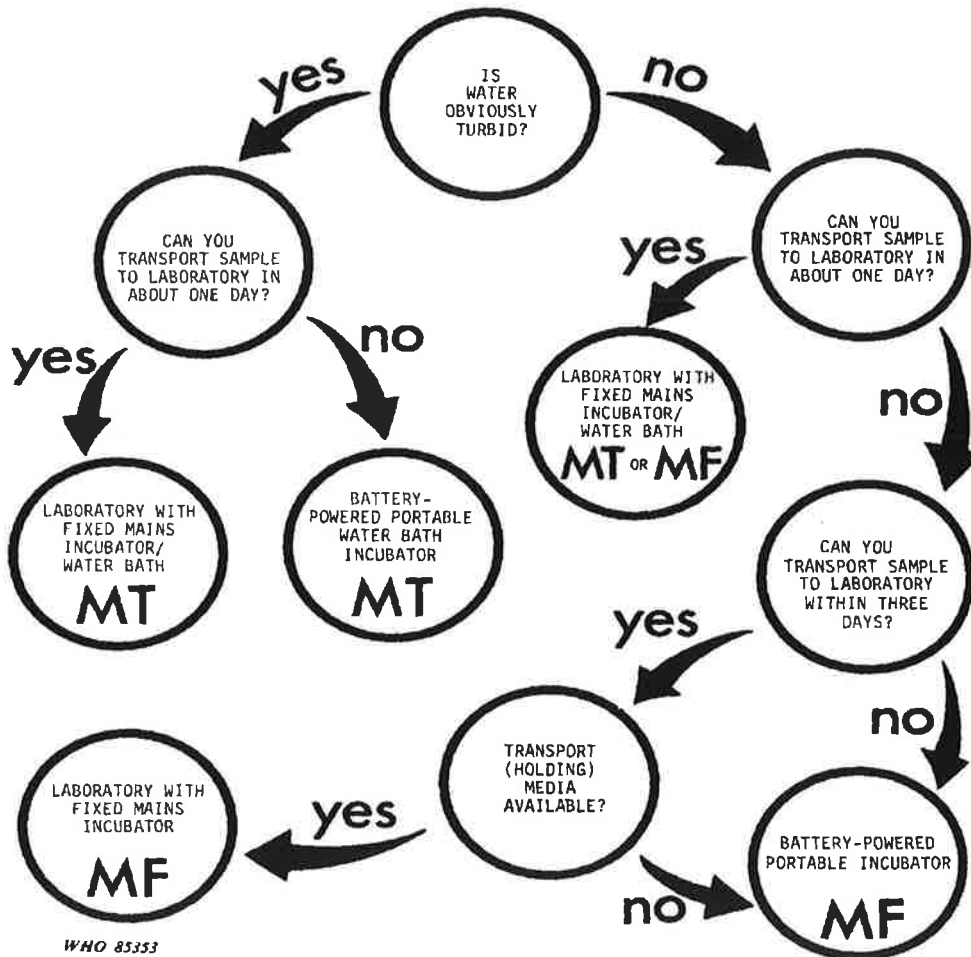 IS
WATER
OBVIOUSLY
TURBID?
yes
no
CAN YOU
TRANSPORT SAMPLE
TO LABORATORY IN
ABOUT ONE DAY?
CAN YOU
TRANSPORT SAMPLE
TO LABORATORY IN
ABOUT ONE DAY?
yes
no
yes
no
LABORATORY WITH
FIXED MAINS
INCUBATOR/
WATER BATH
MT
BATTERY-
POWERED PORTABLE
WATER BATH
INCUBATOR
MT
LABORATORY WITH
FIXED MAINS
INCUBATOR/
WATER BATH
MT OR MF
CAN YOU
TRANSPORT SAMPLE
TO LABORATORY
WITHIN THREE
DAYS?
yes
no
TRANSPORT
(HOLDING)
MEDIA
AVAILABLE?
yes
no
LABORATORY WITH
FIXED MAINS
INCUBATOR
MF
BATTERY-POWERED
PORTABLE INCUBATOR
MF
WHO 85353